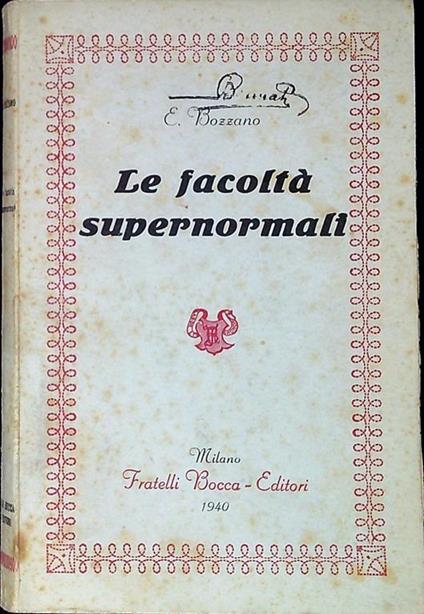 E. Bozzano
Le facoltà
supernormali
Milano
Fratelli Bocca - Editori
1940